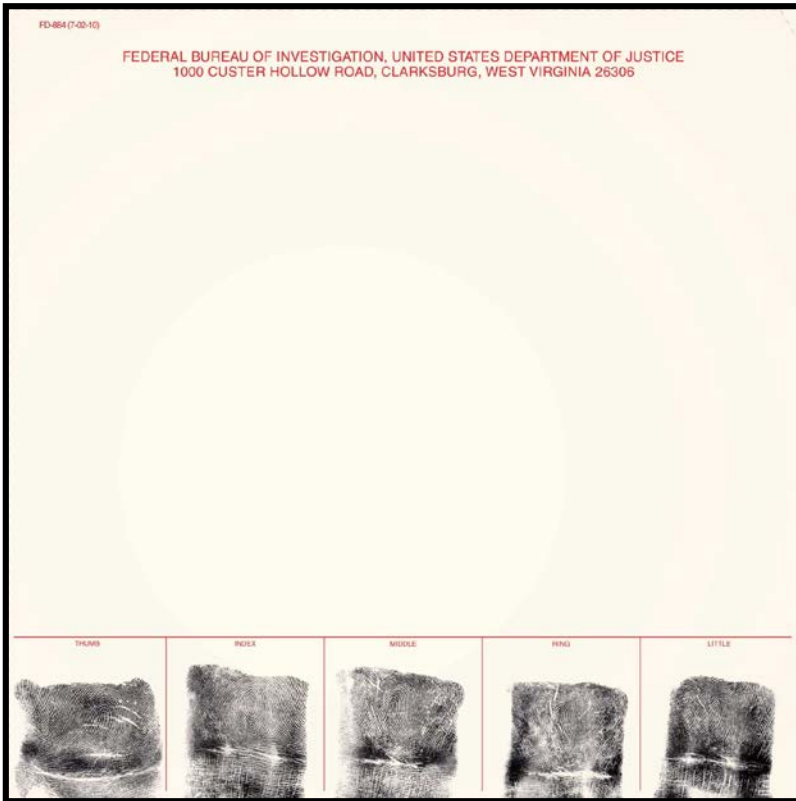 FD-884 (7-02-10)
FEDERAL BUREAU OF INVESTIGATION, UNITED STATES DEPARTMENT OF JUSTICE
1000 CUSTER HOLLOW ROAD, CLARKSBURG, WEST VIRGINIA 26306
THUMB INDEX MIDDLE RING LITTLE